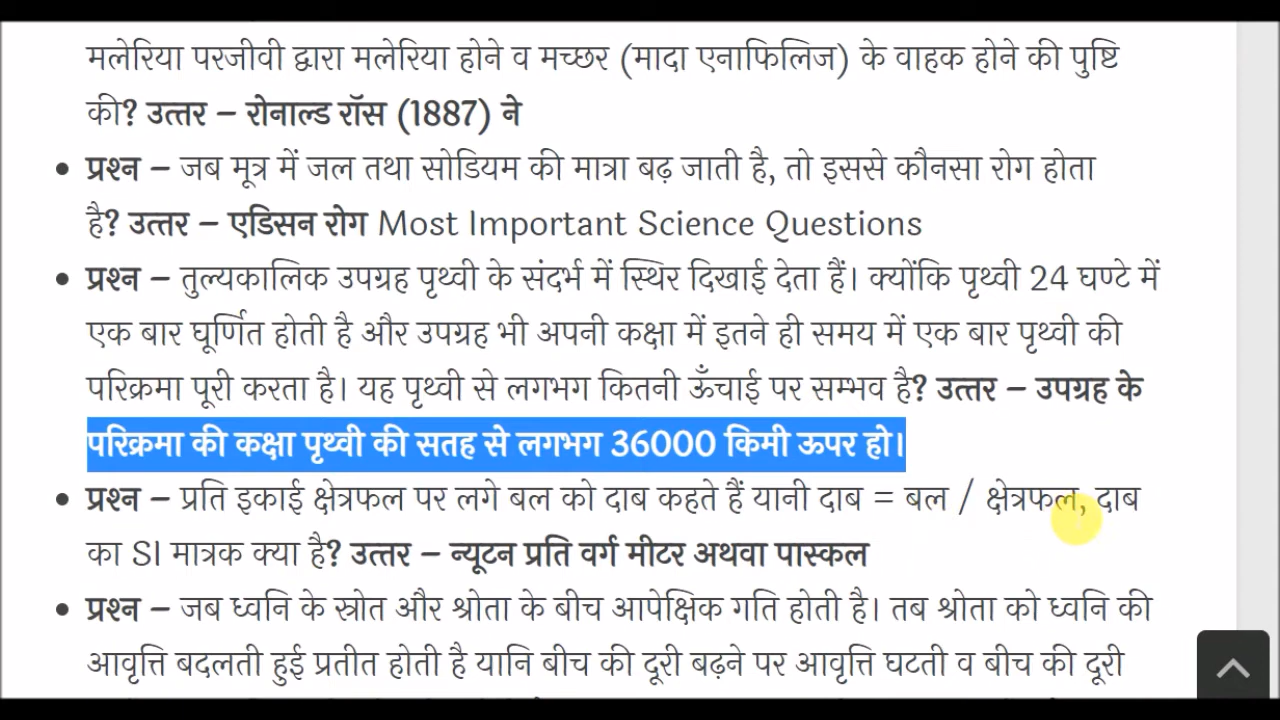 मलेरिया परजीवी द्वारा मलेरिया होने व मच्छर (मादा एनाफिलिज) के वाहक होने की पुष्टि
की? उत्तर – रोनाल्ड रॉस (1887) ने
• प्रश्न – जब मूत्र में जल तथा सोडियम की मात्रा बढ़ जाती है, तो इससे कौनसा रोग होता
है? उत्तर – एडिसन रोग Most Important Science Questions
• प्रश्न – तुल्यकालिक उपग्रह पृथ्वी के संदर्भ में स्थिर दिखाई देता हैं। क्योंकि पृथ्वी 24 घण्टे में
एक बार घूर्णित होती है और उपग्रह भी अपनी कक्षा में इतने ही समय में एक बार पृथ्वी की
परिक्रमा पूरी करता है। यह पृथ्वी से लगभग कितनी ऊँचाई पर सम्भव है? उत्तर – उपग्रह के
परिक्रमा की कक्षा पृथ्वी की सतह से लगभग 36000 किमी ऊपर हो।
• प्रश्न – प्रति इकाई क्षेत्रफल पर लगे बल को दाब कहते हैं यानी दाब = बल / क्षेत्रफल, दाब
का SI मात्रक क्या है? उत्तर – न्यूटन प्रति वर्ग मीटर अथवा पास्कल
• प्रश्न – जब ध्वनि के स्रोत और श्रोता के बीच आपेक्षिक गति होती है। तब श्रोता को ध्वनि की
आवृत्ति बदलती हुई प्रतीत होती है यानि बीच की दूरी बढ़ने पर आवृत्ति घटती व बीच की दूरी